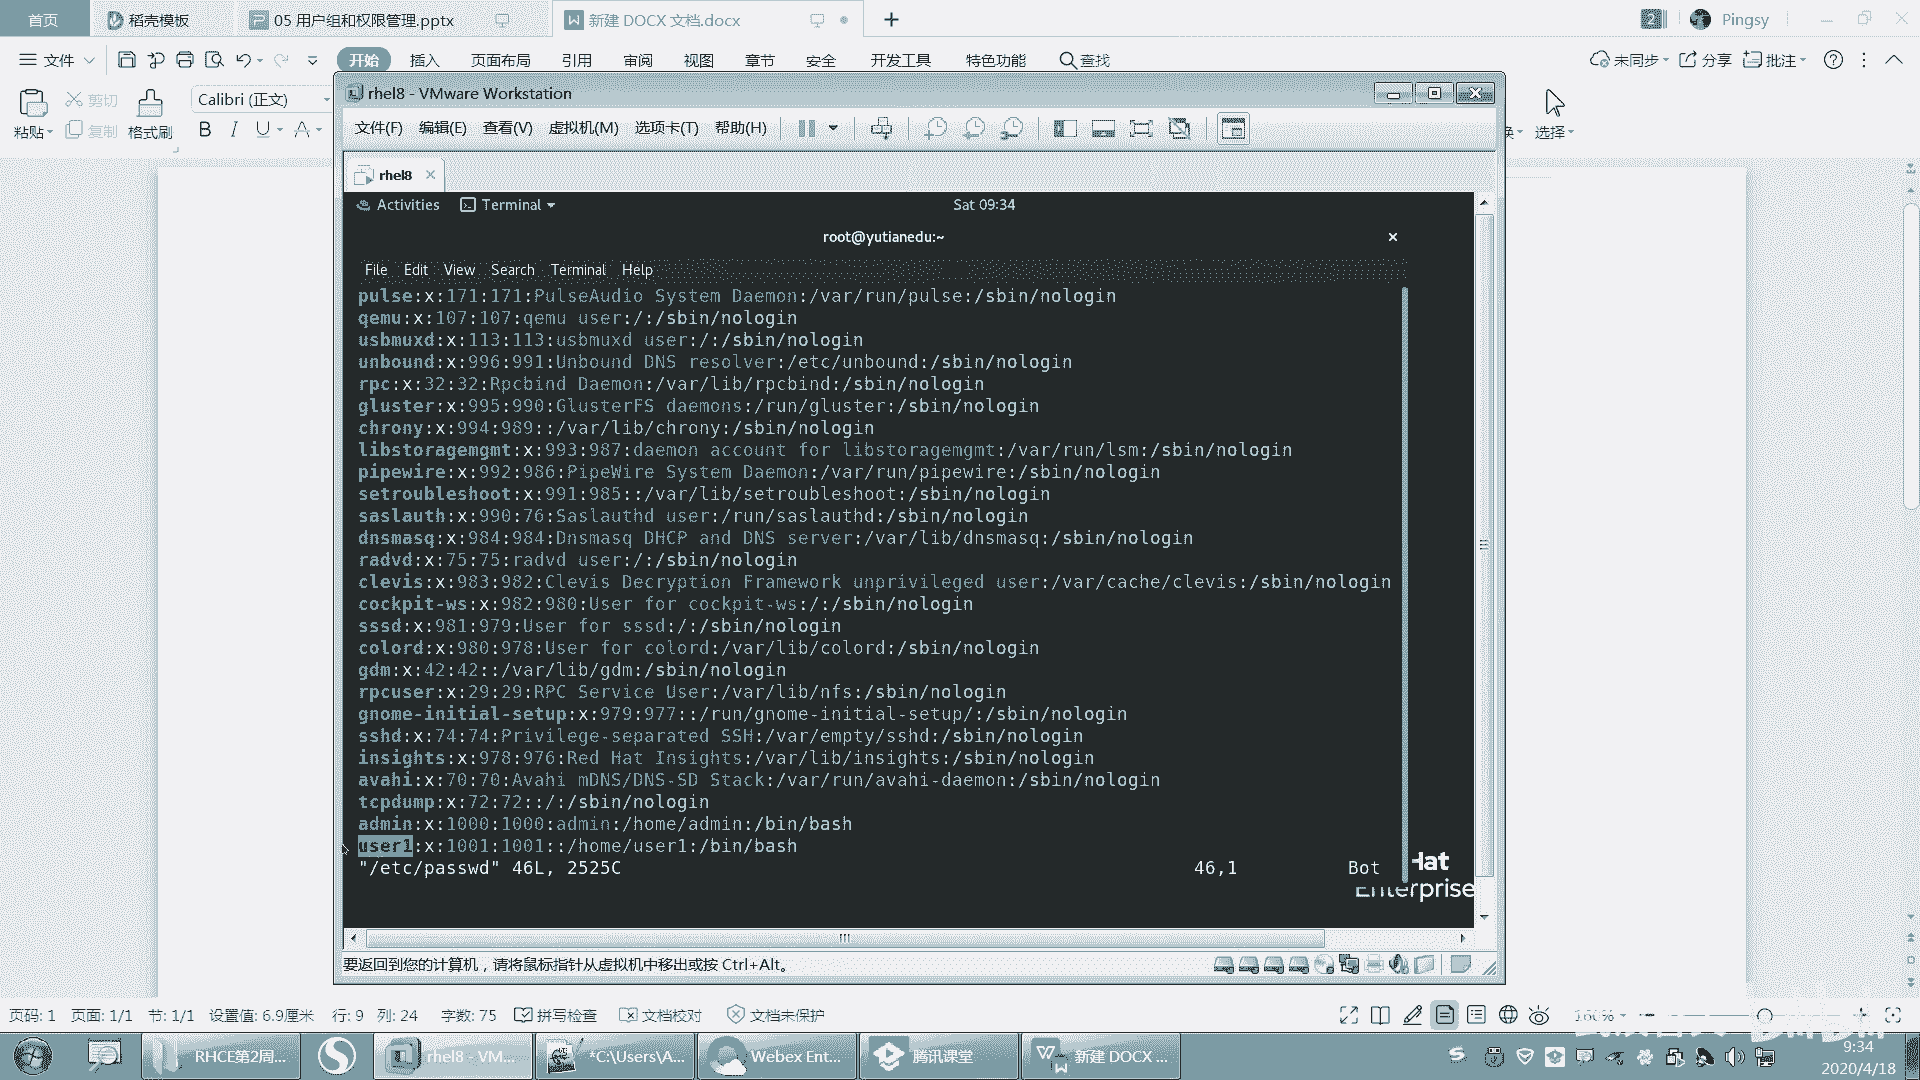 首页 稻壳模板 05 用户组和权限管理.pptx 新建 DOCX 文档.docx + 2 Pingsy
文件 开始 插入 页面布局 引用 审阅 视图 章节 安全 开发工具 特色功能 查找 未同步 分享 批注
粘贴 剪切 复制 格式刷 Calibri (正文) B I U A 选择
rhel8 - VMware Workstation
文件(F) 编辑(E) 查看(V) 虚拟机(M) 选项卡(T) 帮助(H)
rhel8
Activities Terminal Sat 09:34
root@yutianedu:~
File Edit View Search Terminal Help
pulse:x:171:171:PulseAudio System Daemon:/var/run/pulse:/sbin/nologin
qemu:x:107:107:qemu user:/:/sbin/nologin
usbmuxd:x:113:113:usbmuxd user:/:/sbin/nologin
unbound:x:996:991:Unbound DNS resolver:/etc/unbound:/sbin/nologin
rpc:x:32:32:Rpcbind Daemon:/var/lib/rpcbind:/sbin/nologin
gluster:x:995:990:GlusterFS daemons:/run/gluster:/sbin/nologin
chrony:x:994:989::/var/lib/chrony:/sbin/nologin
libstoragemgmt:x:993:987:daemon account for libstoragemgmt:/var/run/lsm:/sbin/nologin
pipewire:x:992:986:PipeWire System Daemon:/var/run/pipewire:/sbin/nologin
setroubleshoot:x:991:985::/var/lib/setroubleshoot:/sbin/nologin
saslauth:x:990:76:Saslauthd user:/run/saslauthd:/sbin/nologin
dnsmasq:x:984:984:Dnsmasq DHCP and DNS server:/var/lib/dnsmasq:/sbin/nologin
radvd:x:75:75:radvd user:/:/sbin/nologin
clevis:x:983:982:Clevis Decryption Framework unprivileged user:/var/cache/clevis:/sbin/nologin
cockpit-ws:x:982:980:User for cockpit-ws:/:/sbin/nologin
sssd:x:981:979:User for sssd:/:/sbin/nologin
colord:x:980:978:User for colord:/var/lib/colord:/sbin/nologin
gdm:x:42:42::/var/lib/gdm:/sbin/nologin
rpcuser:x:29:29:RPC Service User:/var/lib/nfs:/sbin/nologin
gnome-initial-setup:x:979:977::/run/gnome-initial-setup/:/sbin/nologin
sshd:x:74:74:Privilege-separated SSH:/var/empty/sshd:/sbin/nologin
insights:x:978:976:Red Hat Insights:/var/lib/insights:/sbin/nologin
avahi:x:70:70:Avahi mDNS/DNS-SD Stack:/var/run/avahi-daemon:/sbin/nologin
tcpdump:x:72:72::/:/sbin/nologin
admin:x:1000:1000:admin:/home/admin:/bin/bash
user1:x:1001:1001::/home/user1:/bin/bash
"/etc/passwd" 46L, 2525C 46,1 Bot
Hat
Enterprise
要返回到您的计算机，请将鼠标指针从虚拟机中移出或按 Ctrl+Alt。
页码: 1 页面: 1/1 节: 1/1 设置值: 6.9厘米 行: 9 列: 24 字数: 75 拼写检查 文档校对 文档未保护 160%
RHCE第2周... rhel8 - VM... *C:\Users\A... Webex Ent... 腾讯课堂 新建 DOCX ...
9:34
2020/4/18